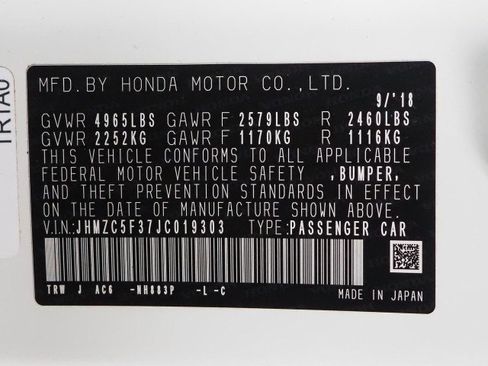 TRTA0
MFD.BY HONDA MOTOR CO.,LTD.
9/'18
GVWR 4965LBS GAWR F 2579LBS R 2460LBS
GVWR 2252KG GAWR F 1170KG R 1116KG
THIS VEHICLE CONFORMS TO ALL APPLICABLE
FEDERAL MOTOR VEHICLE SAFETY ,BUMPER,
AND THEFT PREVENTION STANDARDS IN EFFECT
ON THE DATE OF MANUFACTURE SHOWN ABOVE.
V.I.N:JHMZC5F37JC019303 TYPE:PASSENGER CAR
TRW J AC6 -NH883P -L -C
MADE IN JAPAN